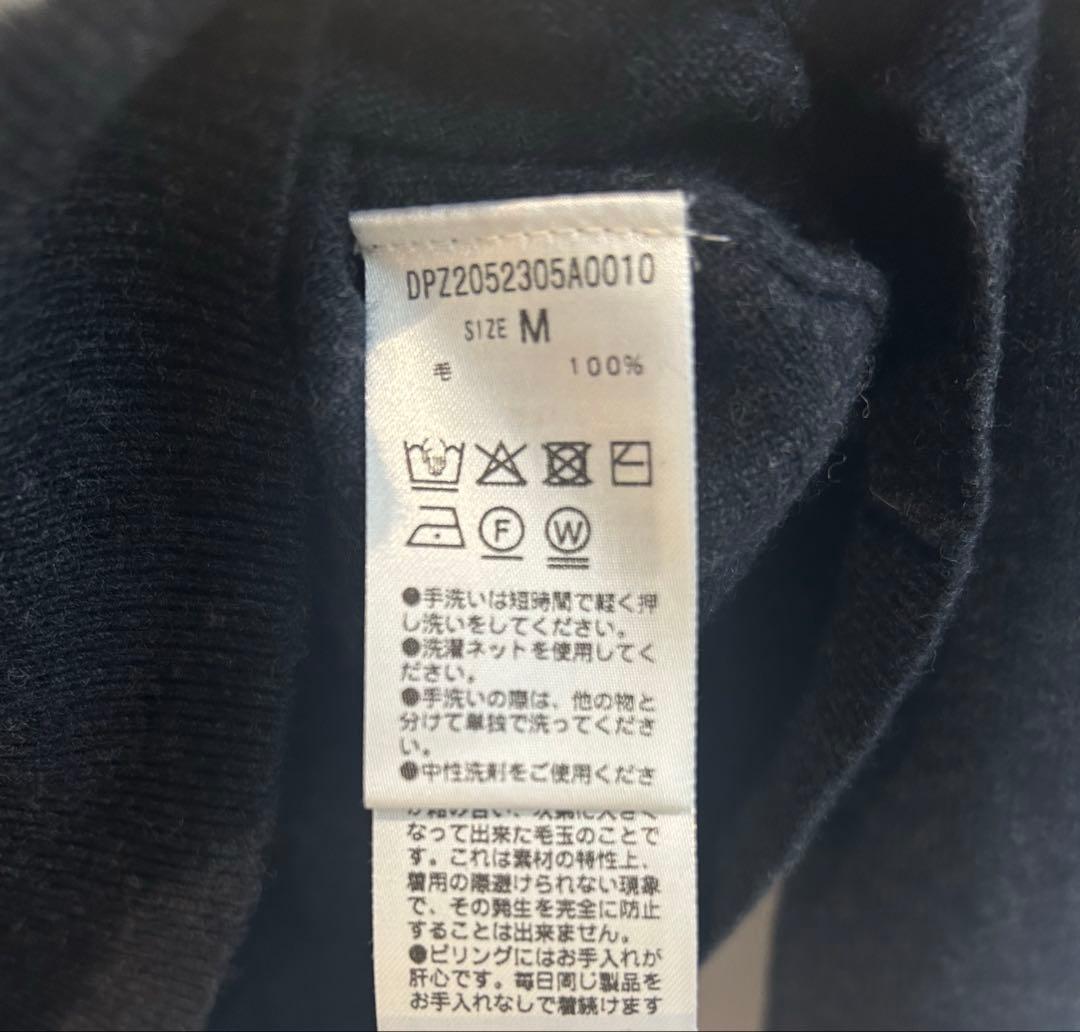 DPZ2052305A0010
SIZE M
毛 100%
F W
●手洗いは短時間で軽く押
し洗いをしてください。
●洗濯ネットを使用してく
ださい。
●手洗いの際は、他の物と
分けて単独で洗ってくださ
い。
●中性洗剤をご使用くださ
なって出来た毛玉のことで
す。これは素材の特性上、
着用の際避けられない現象
で、その発生を完全に防止
することは出来ません。
●ピリングにはお手入れが
肝心です。毎日同じ製品を
お手入れなしで着続けます